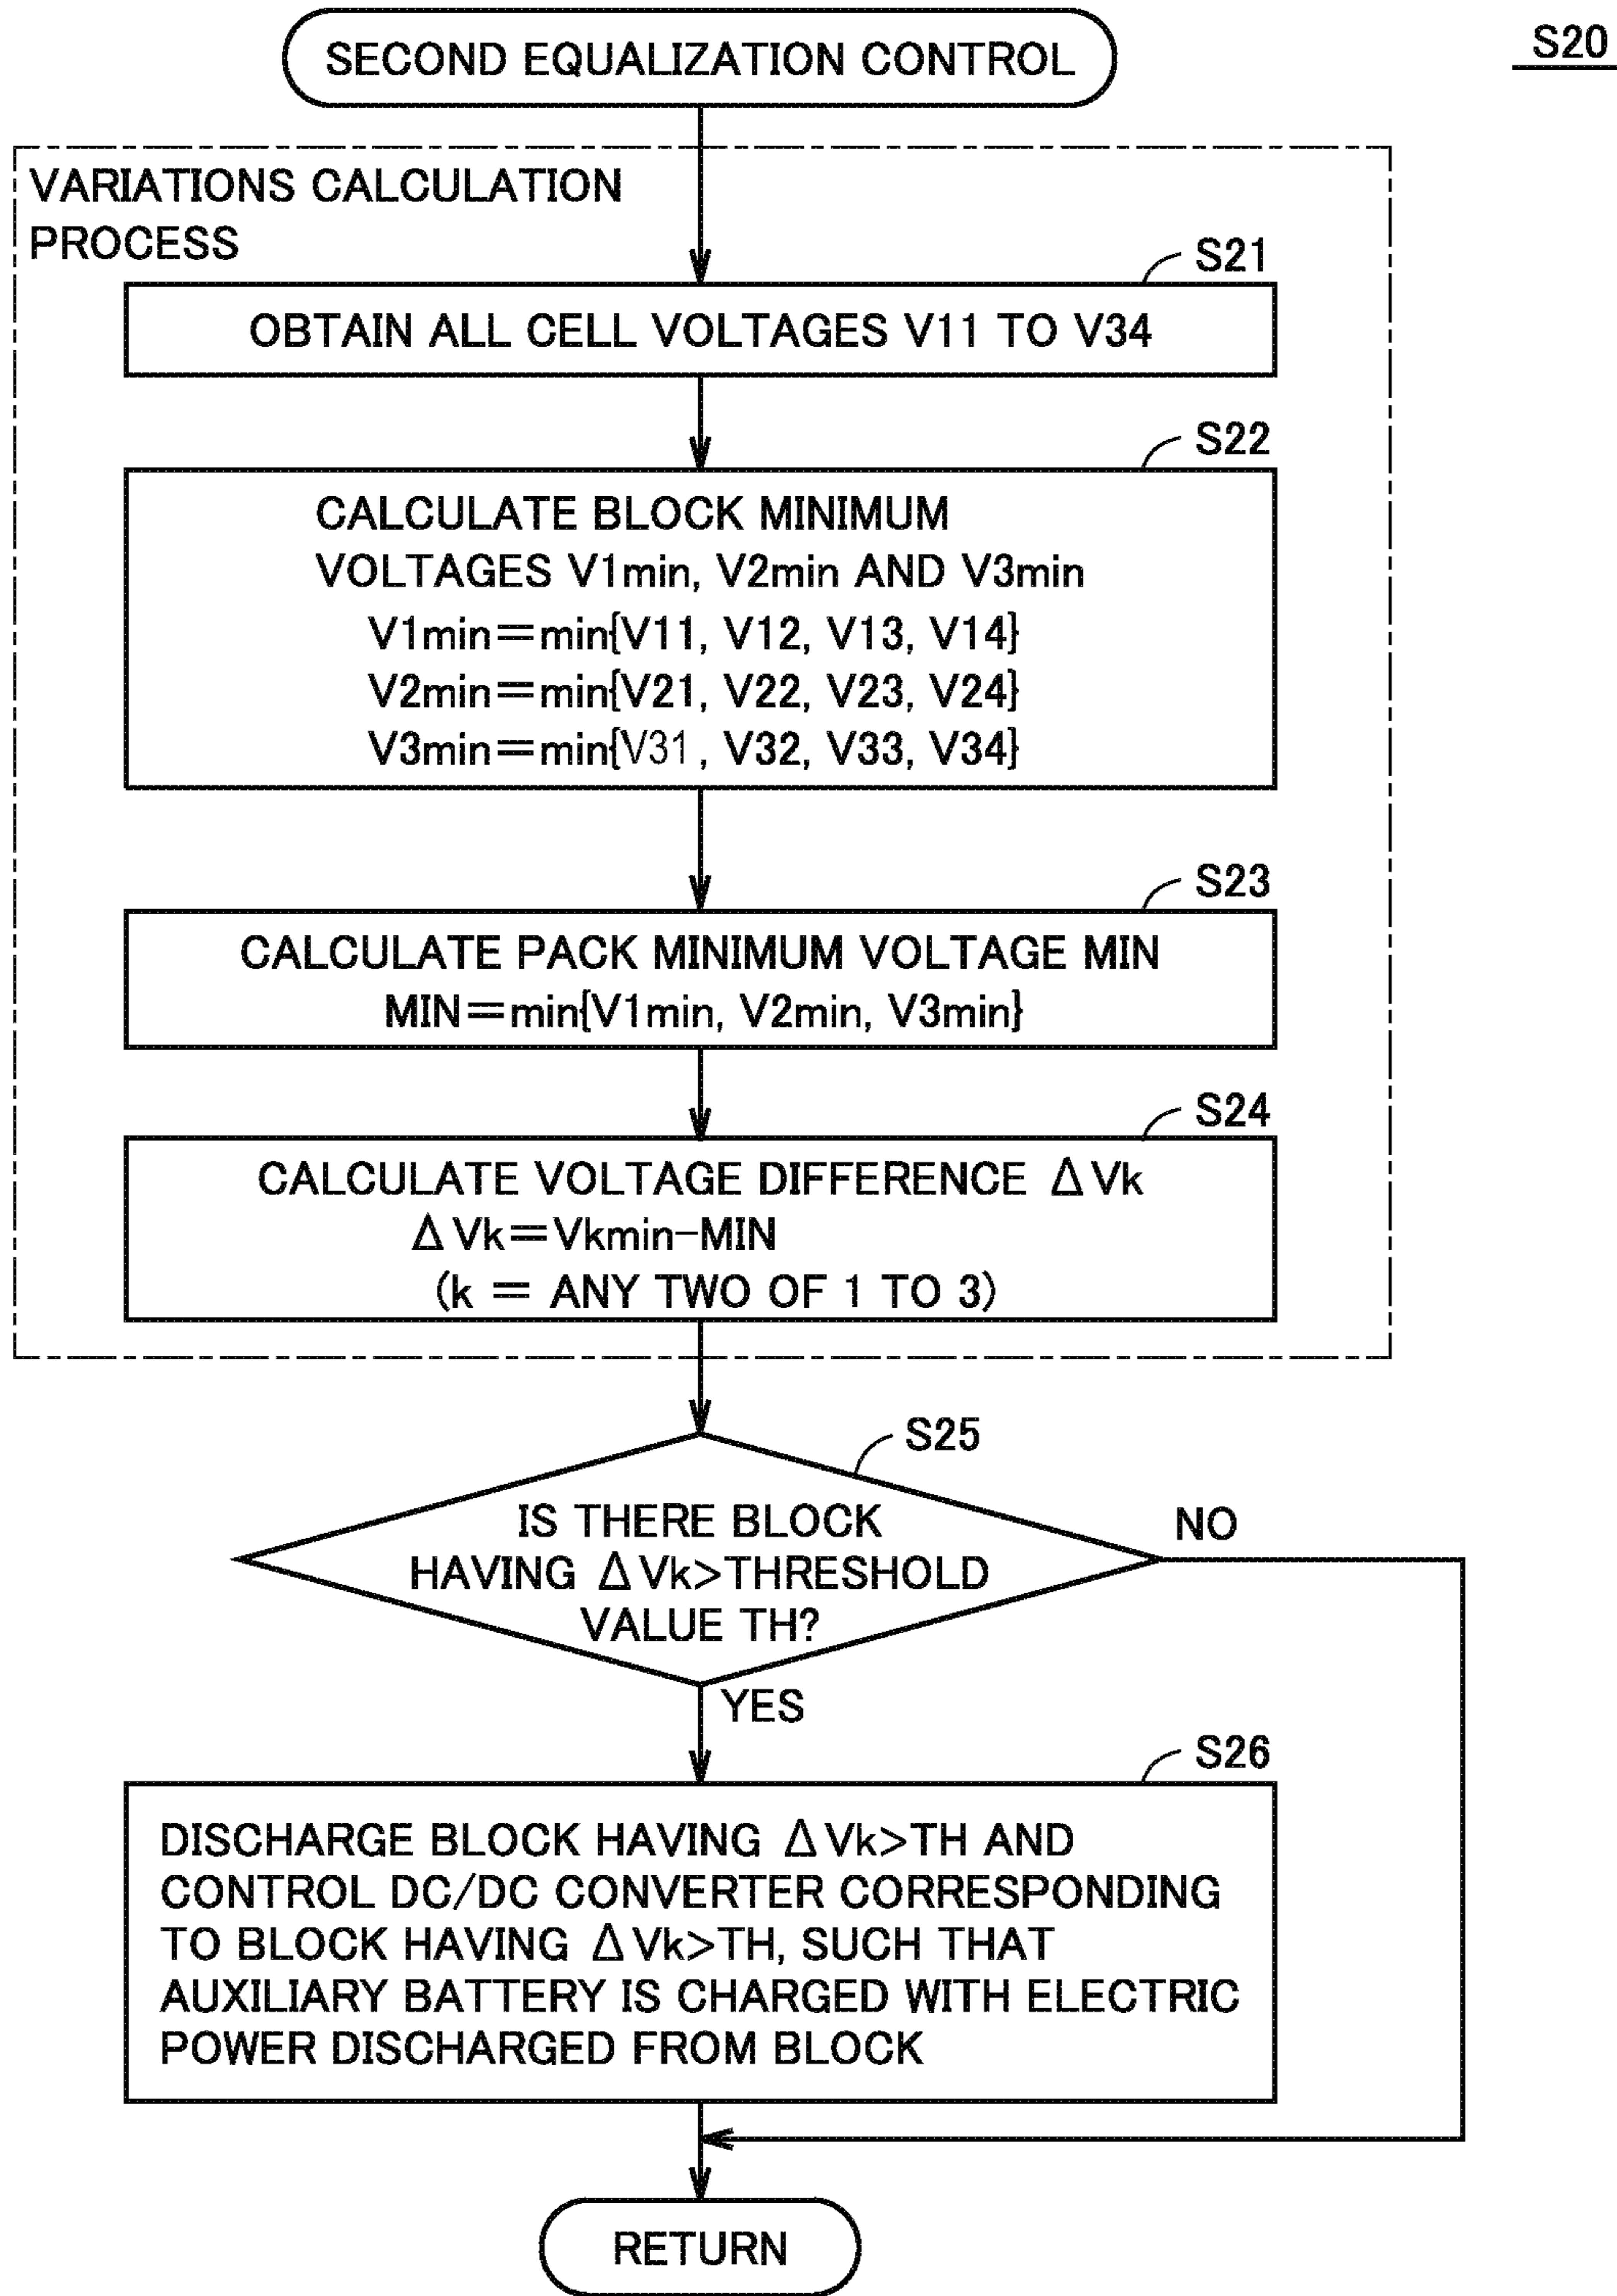 SECOND EQUALIZATION CONTROL
S20
VARIATIONS CALCULATION
PROCESS
S21
OBTAIN ALL CELL VOLTAGES V11 TO V34
S22
CALCULATE BLOCK MINIMUM
VOLTAGES V1min, V2min AND V3min
V1min=min{V11, V12, V13, V14}
V2min=min{V21, V22, V23, V24}
V3min=min{V31, V32, V33, V34}
S23
CALCULATE PACK MINIMUM VOLTAGE MIN
MIN=min{V1min, V2min, V3min}
S24
CALCULATE VOLTAGE DIFFERENCE ΔVk
ΔVk=Vkmin-MIN
(k = ANY TWO OF 1 TO 3)
S25
IS THERE BLOCK
HAVING ΔVk>THRESHOLD
VALUE TH?
NO
YES
S26
DISCHARGE BLOCK HAVING ΔVk>TH AND
CONTROL DC/DC CONVERTER CORRESPONDING
TO BLOCK HAVING ΔVk>TH, SUCH THAT
AUXILIARY BATTERY IS CHARGED WITH ELECTRIC
POWER DISCHARGED FROM BLOCK
RETURN